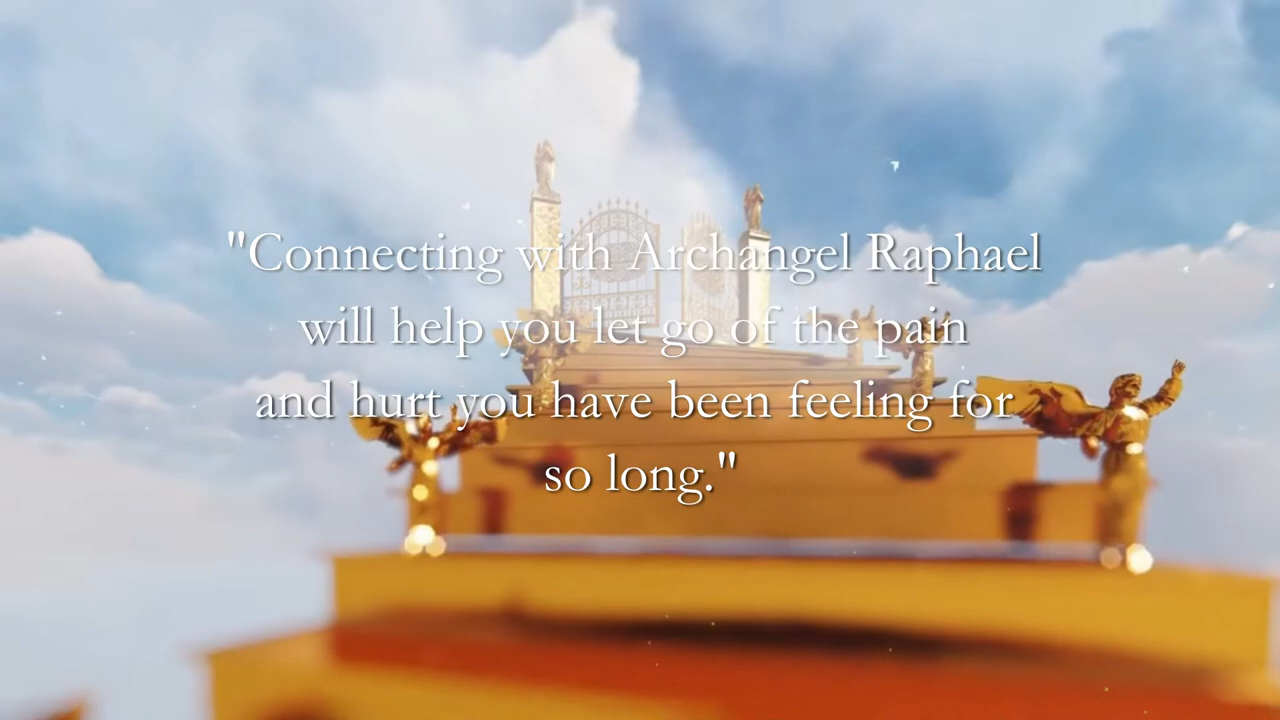 "Connecting with Archangel Raphael
will help you let go of the pain
and hurt you have been feeling for
so long."